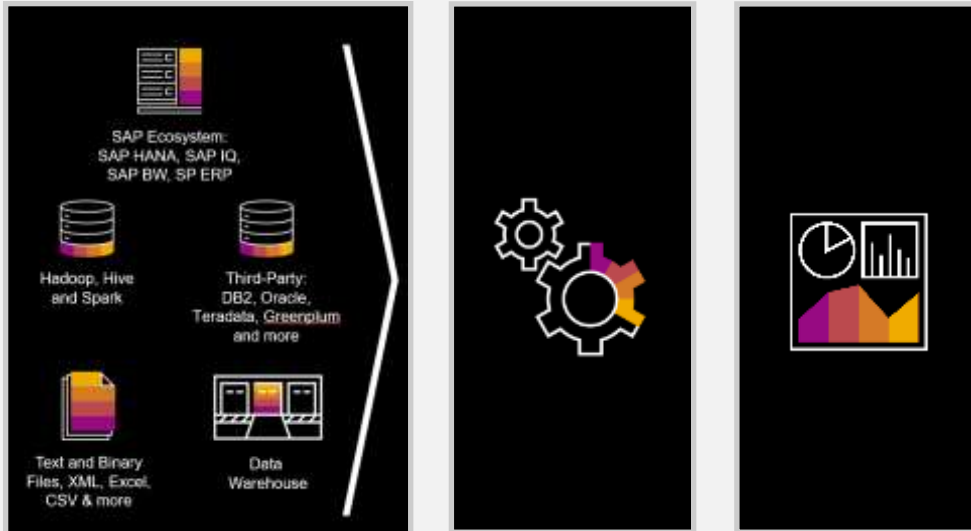 SAP Ecosystem:
SAP HANA, SAP IQ,
SAP BW, SP ERP
Hadoop, Hive
and Spark
Third-Party:
DB2, Oracle,
Teradata, Greenplum
and more
Text and Binary
Files, XML, Excel,
CSV & more
Data
Warehouse